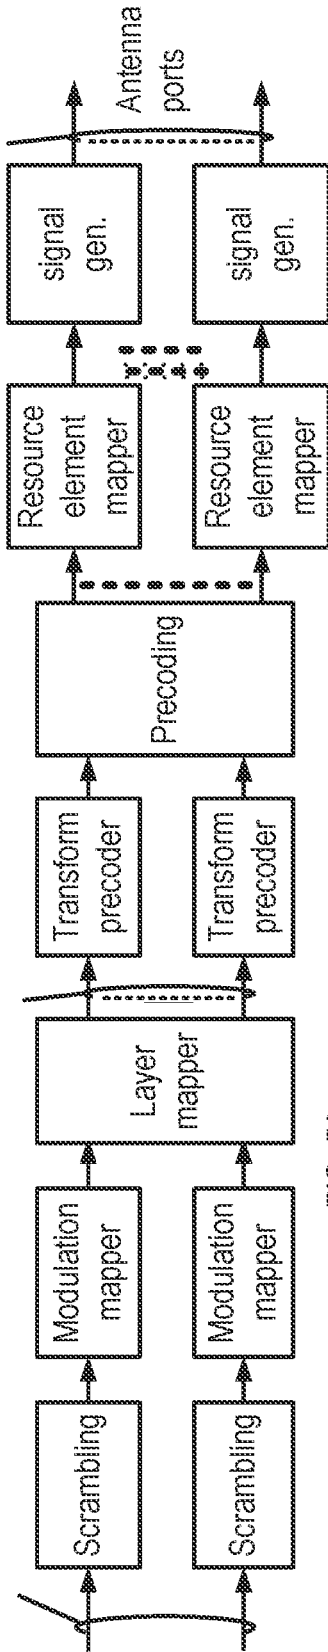 Scrambling
Modulation
mapper
Layer
mapper
Transform
precoder
Precoding
Resource
element
mapper
signal
gen.
Antenna
ports
Scrambling
Modulation
mapper
Transform
precoder
Resource
element
mapper
signal
gen.